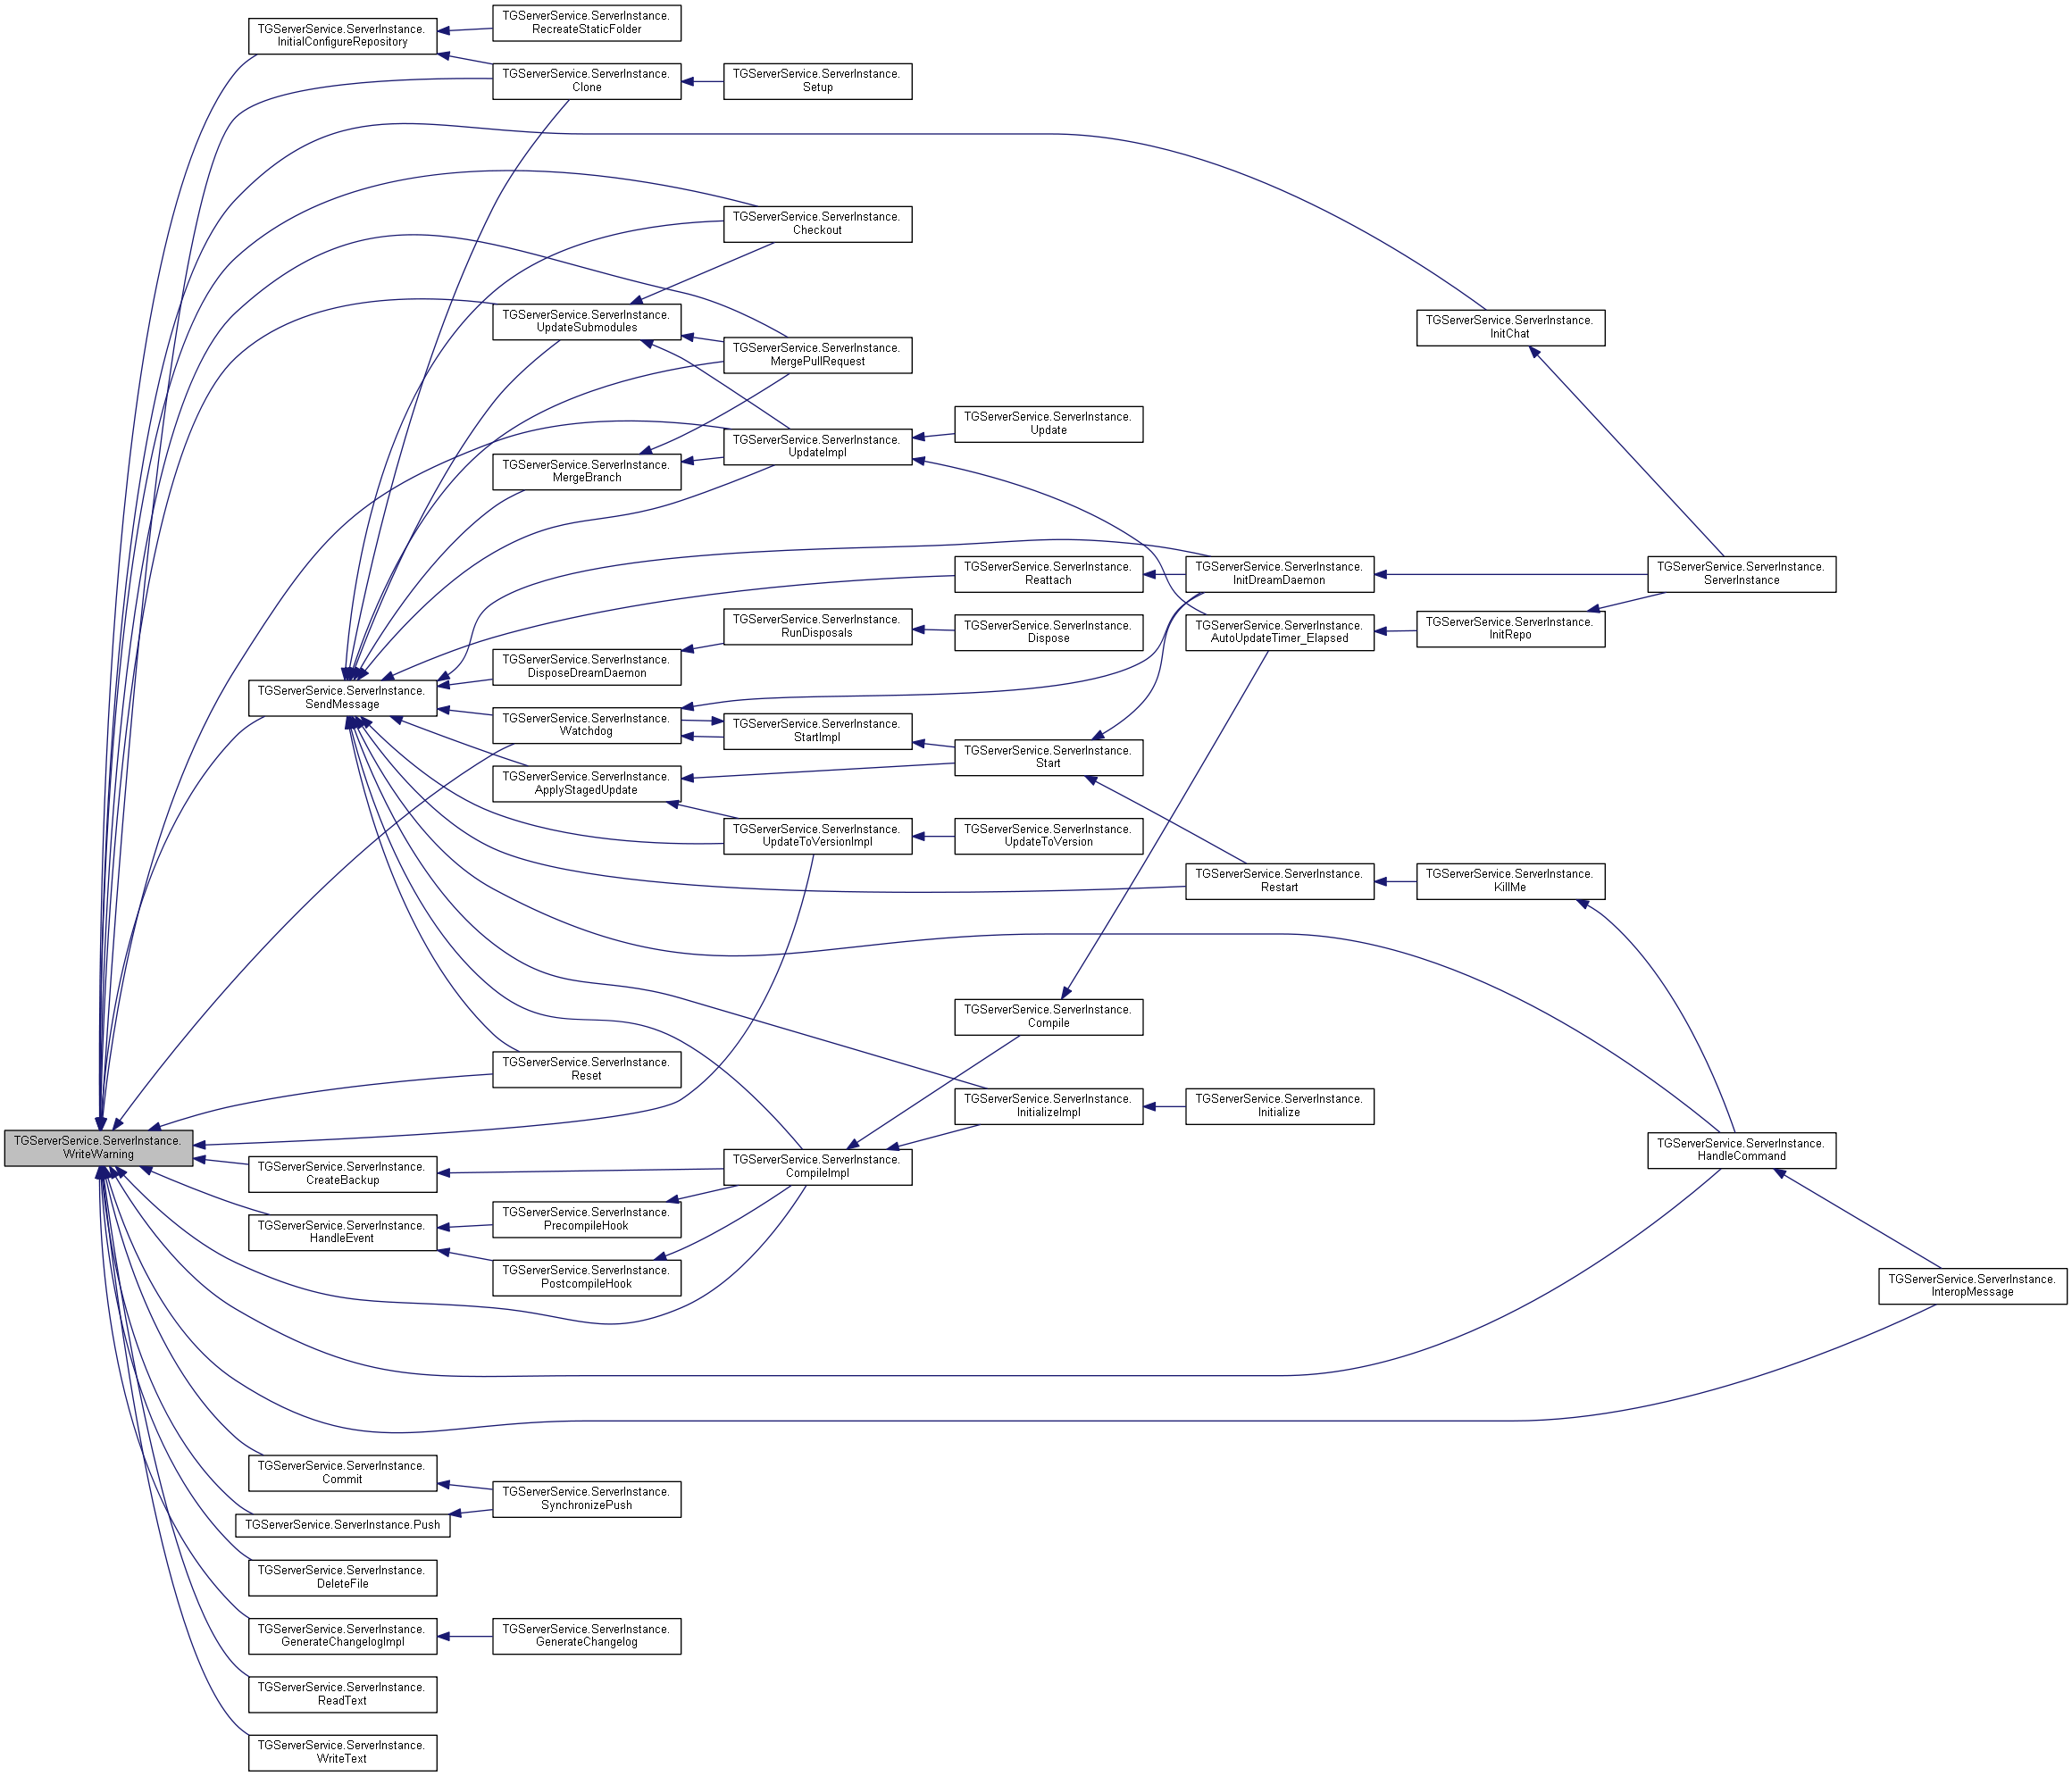 TGServerService.ServerInstance.
InitialConfigureRepository
TGServerService.ServerInstance.
RecreateStaticFolder
TGServerService.ServerInstance.
Clone
TGServerService.ServerInstance.
Setup
TGServerService.ServerInstance.
Checkout
TGServerService.ServerInstance.
UpdateSubmodules
TGServerService.ServerInstance.
InitChat
TGServerService.ServerInstance.
MergePullRequest
TGServerService.ServerInstance.
Update
TGServerService.ServerInstance.
UpdateImpl
TGServerService.ServerInstance.
MergeBranch
TGServerService.ServerInstance.
Reattach
TGServerService.ServerInstance.
InitDreamDaemon
TGServerService.ServerInstance.
ServerInstance
TGServerService.ServerInstance.
RunDisposals
TGServerService.ServerInstance.
Dispose
TGServerService.ServerInstance.
AutoUpdateTimer_Elapsed
TGServerService.ServerInstance.
InitRepo
TGServerService.ServerInstance.
DisposeDreamDaemon
TGServerService.ServerInstance.
SendMessage
TGServerService.ServerInstance.
Watchdog
TGServerService.ServerInstance.
StartImpl
TGServerService.ServerInstance.
Start
TGServerService.ServerInstance.
ApplyStagedUpdate
TGServerService.ServerInstance.
UpdateToVersionImpl
TGServerService.ServerInstance.
UpdateToVersion
TGServerService.ServerInstance.
Restart
TGServerService.ServerInstance.
KillMe
TGServerService.ServerInstance.
Compile
TGServerService.ServerInstance.
Reset
TGServerService.ServerInstance.
InitializeImpl
TGServerService.ServerInstance.
Initialize
TGServerService.ServerInstance.
WriteWarning
TGServerService.ServerInstance.
HandleCommand
TGServerService.ServerInstance.
CreateBackup
TGServerService.ServerInstance.
CompileImpl
TGServerService.ServerInstance.
PrecompileHook
TGServerService.ServerInstance.
HandleEvent
TGServerService.ServerInstance.
PostcompileHook
TGServerService.ServerInstance.
InteropMessage
TGServerService.ServerInstance.
Commit
TGServerService.ServerInstance.
SynchronizePush
TGServerService.ServerInstance.Push
TGServerService.ServerInstance.
DeleteFile
TGServerService.ServerInstance.
GenerateChangelogImpl
TGServerService.ServerInstance.
GenerateChangelog
TGServerService.ServerInstance.
ReadText
TGServerService.ServerInstance.
WriteText